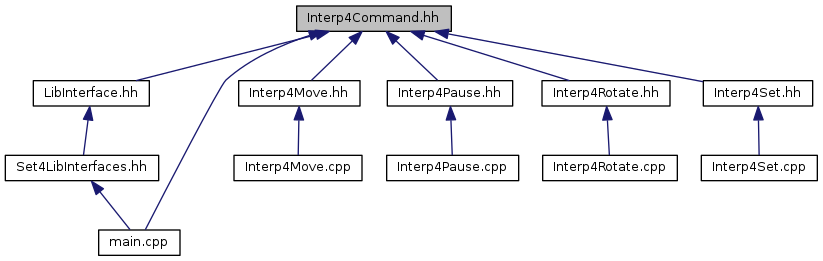 Interp4Command.hh
LibInterface.hh
Interp4Move.hh
Interp4Pause.hh
Interp4Rotate.hh
Interp4Set.hh
Set4LibInterfaces.hh
Interp4Move.cpp
Interp4Pause.cpp
Interp4Rotate.cpp
Interp4Set.cpp
main.cpp